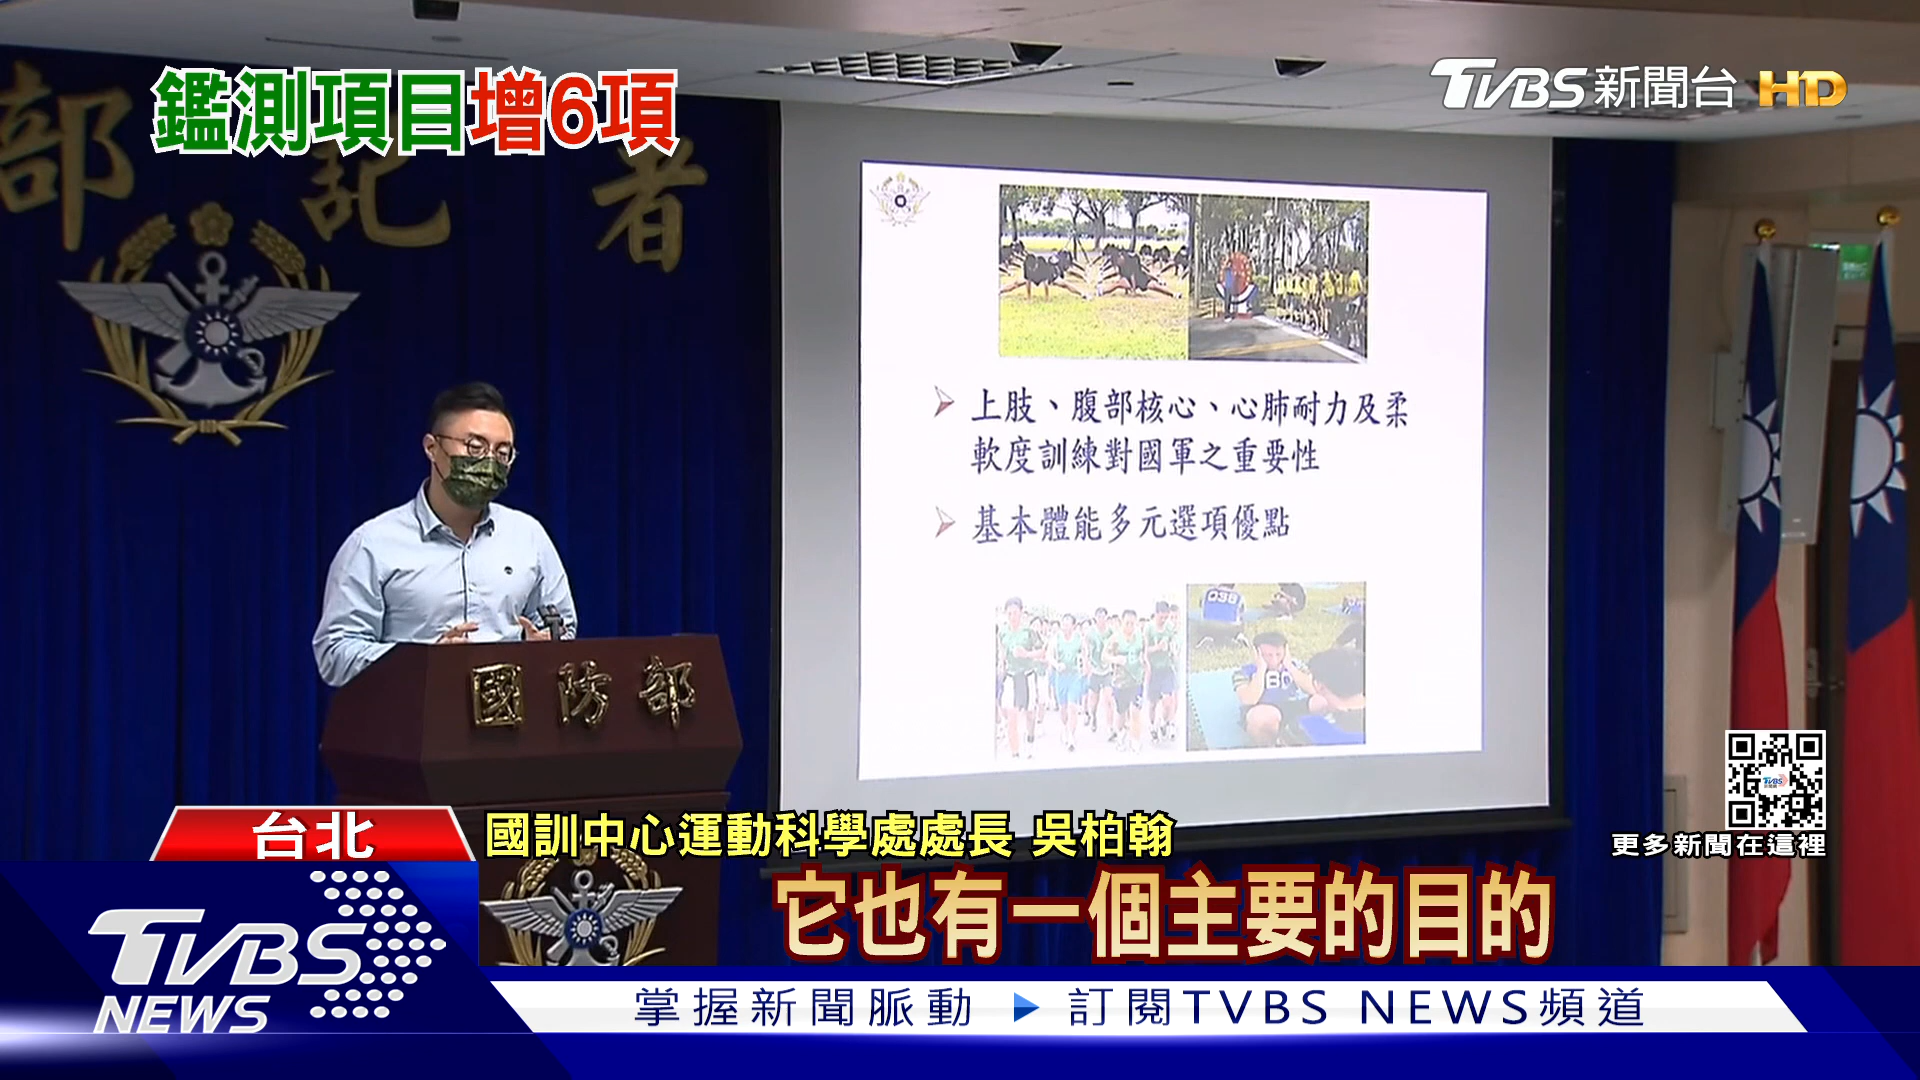 鑑測項目增6項
TVBS新聞台 HD
部記者
上肢、腹部核心、心肺耐力及柔
軟度訓練對國軍之重要性
基本體能多元選項優點
038
國防部
TVBS
更多新聞在這裡
台北
國訓中心運動科學處處長 吳柏翰
它也有一個主要的目的
TVBS
NEWS
掌握新聞脈動 ▶ 訂閱TVBS NEWS頻道